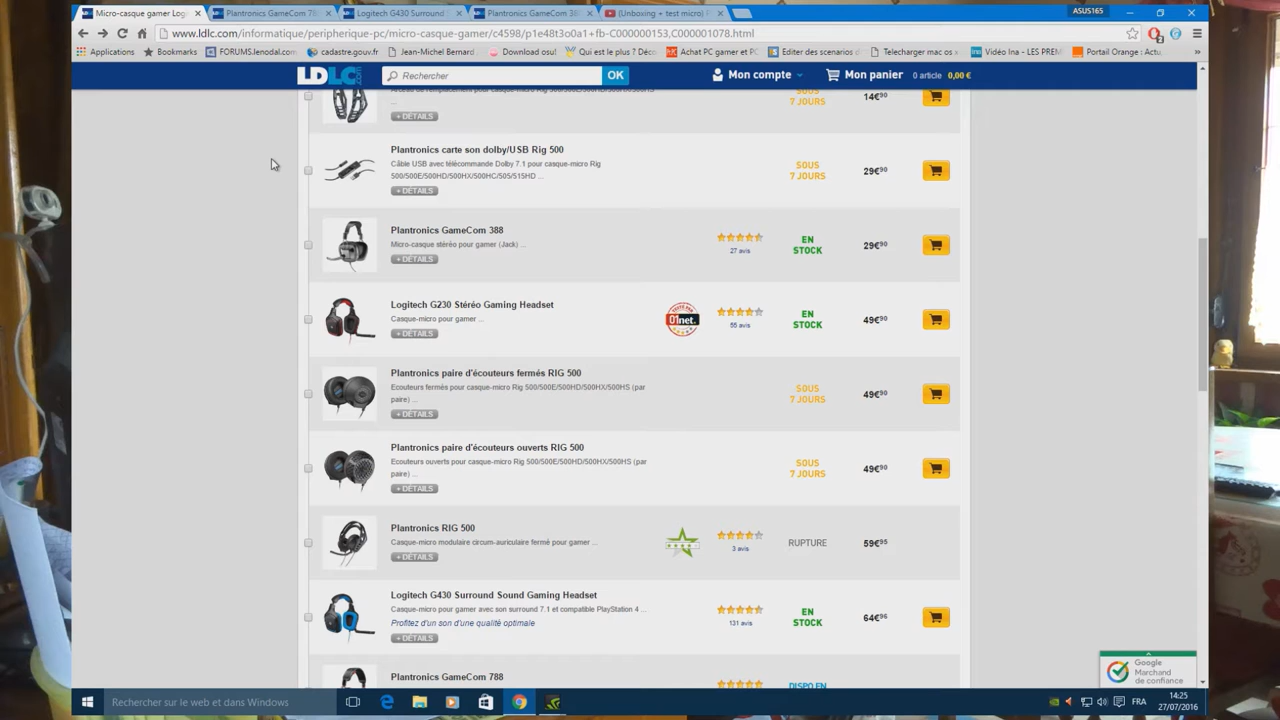 Micro-casque gamer Log
Plantronics GameCom 78
Logitech G430 Surround
Plantronics GameCom 38
(Unboxing + test micro) P
ASUS165
www.ldlc.com/informatique/peripherique-pc/micro-casque-gamer/c4598/p1e48t3o0a1+fb-C000000153,C000001078.html
Applications
Bookmarks
FORUMS.lenodal.com
cadastre.gouv.fr
Jean-Michel Bernard
Download osu!
Qui est le plus ? Déco
Achat PC gamer et PC
Editer des scenarios d
Telecharger mac os
Vidéo Ina - LES PREM
Portail Orange : Actu
LDLC.com
Rechercher
OK
Mon compte
Mon panier
0 article
0,00 €
...
+ DÉTAILS
SOUS
7 JOURS
14€90
Plantronics carte son dolby/USB Rig 500
Câble USB avec télécommande Dolby 7.1 pour casque-micro Rig
500/500E/500HD/500HX/500HC/505/515HD ...
+ DÉTAILS
SOUS
7 JOURS
29€90
Plantronics GameCom 388
Micro-casque stéréo pour gamer (Jack) ...
+ DÉTAILS
27 avis
EN
STOCK
29€90
Logitech G230 Stéréo Gaming Headset
Casque-micro pour gamer ...
+ DÉTAILS
01net.
55 avis
EN
STOCK
49€90
Plantronics paire d'écouteurs fermés RIG 500
Ecouteurs fermés pour casque-micro Rig 500/500E/500HD/500HX/500HS (par
paire) ...
+ DÉTAILS
SOUS
7 JOURS
49€90
Plantronics paire d'écouteurs ouverts RIG 500
Ecouteurs ouverts pour casque-micro Rig 500/500E/500HD/500HX/500HS (par
paire) ...
+ DÉTAILS
SOUS
7 JOURS
49€90
Plantronics RIG 500
Casque-micro modulaire circum-auriculaire fermé pour gamer ...
+ DÉTAILS
3 avis
RUPTURE
59€95
Logitech G430 Surround Sound Gaming Headset
Casque-micro pour gamer avec son surround 7.1 et compatible PlayStation 4 ...
Profitez d'un son d'une qualité optimale
+ DÉTAILS
131 avis
EN
STOCK
64€96
Plantronics GameCom 788
DISPO EN
Google
Marchand
de confiance
Rechercher sur le web et dans Windows
FRA
14:25
27/07/2016